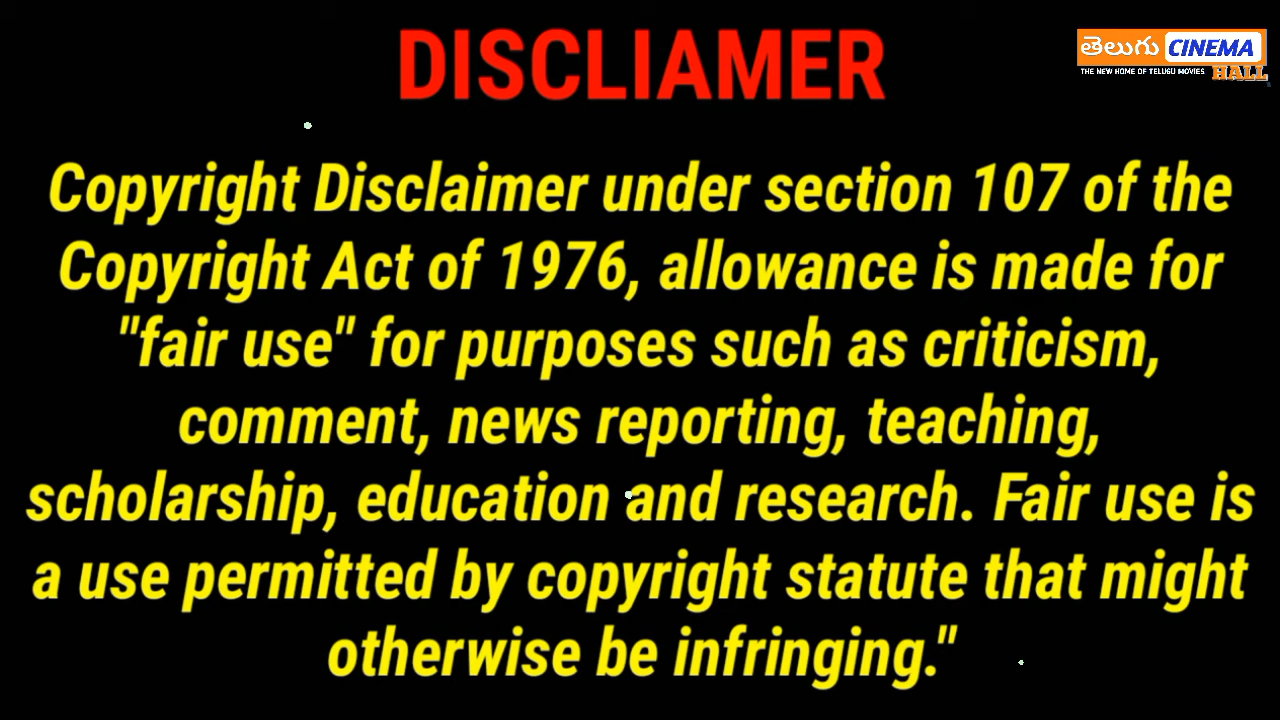 DISCLIAMER
తెలుగు CINEMA
THE NEW HOME OF TELUGU MOVIES HALL
Copyright Disclaimer under section 107 of the
Copyright Act of 1976, allowance is made for
"fair use" for purposes such as criticism,
comment, news reporting, teaching,
scholarship, education and research. Fair use is
a use permitted by copyright statute that might
otherwise be infringing."